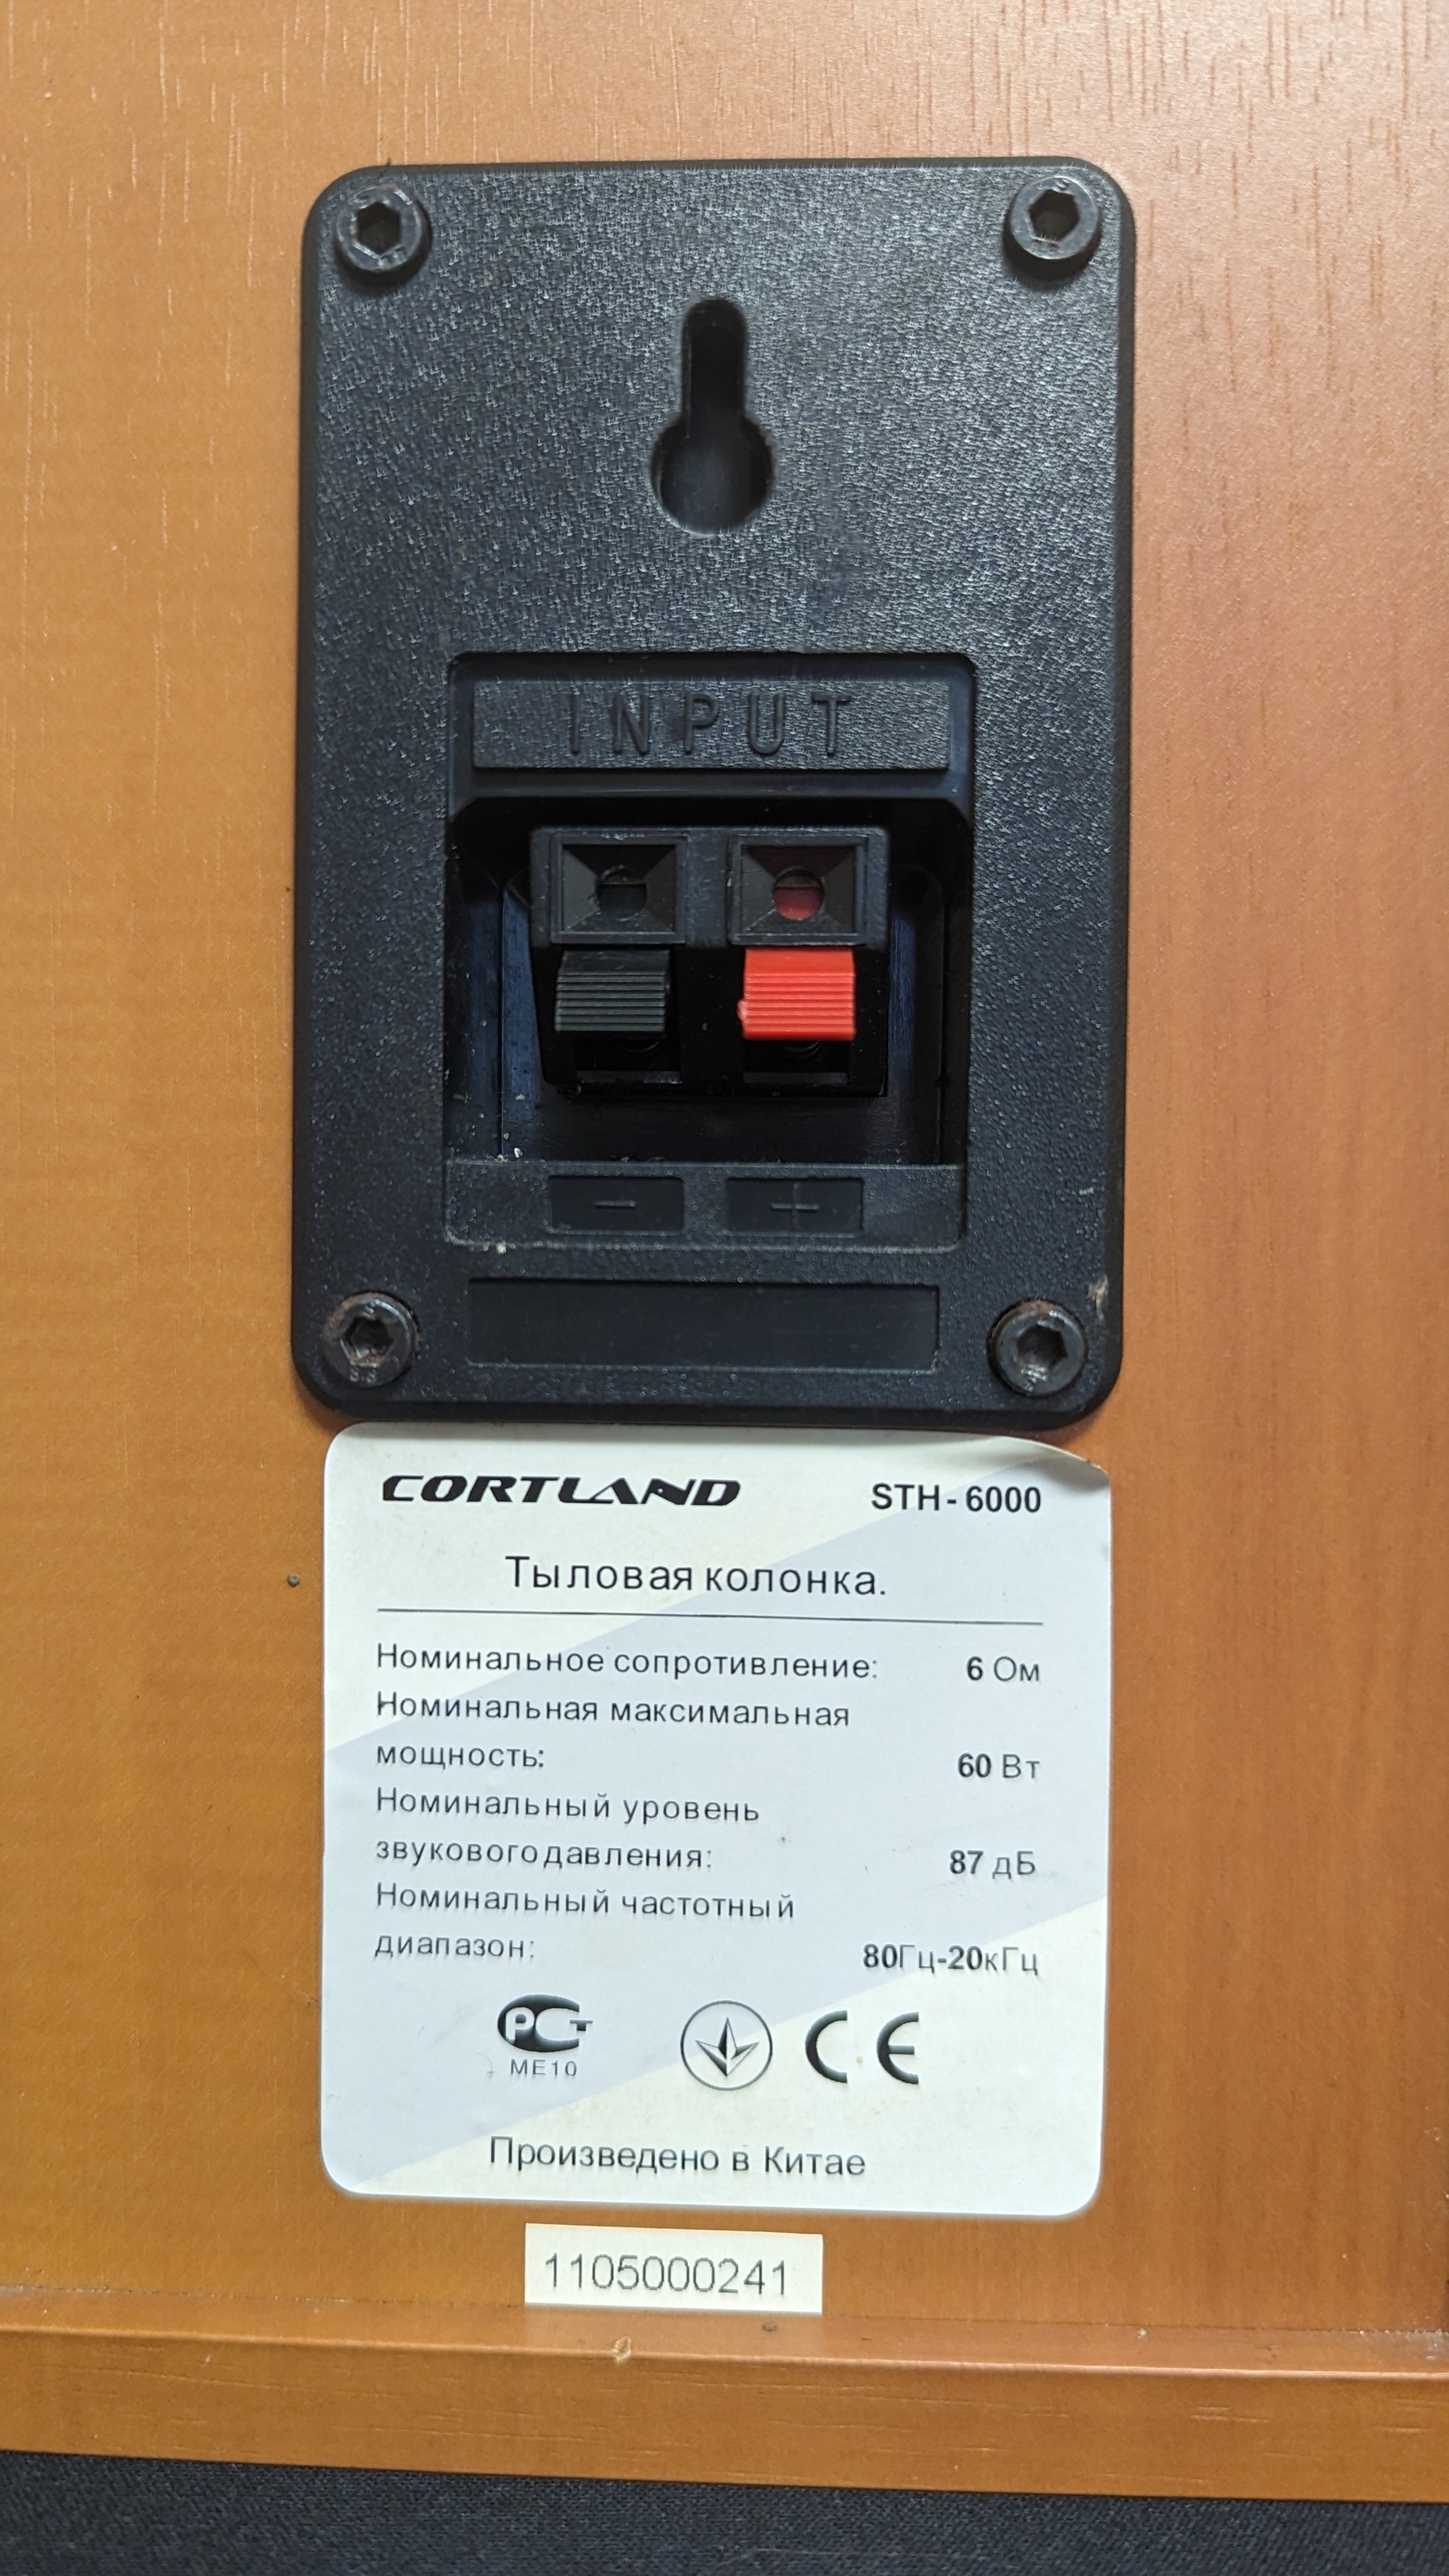 INPUT
- +
CORTLAND STH-6000
Тыловая колонка.
Номинальное сопротивление: 6 Ом
Номинальная максимальная
мощность: 60 Вт
Номинальный уровень
звукового давления: 87 дБ
Номинальный частотный
диапазон: 80Гц-20кГц
РСТ CE
ME10
Произведено в Китае
1105000241